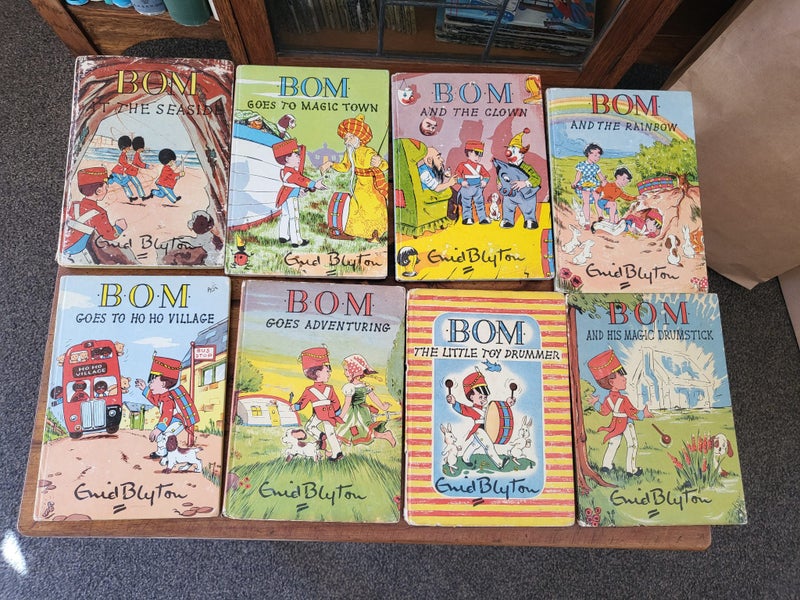 BOM
AT THE SEASIDE
Enid Blyton
BOM
GOES TO MAGIC TOWN
Enid Blyton
BOM
AND THE CLOWN
Enid Blyton
BOM
AND THE RAINBOW
Enid Blyton
B·O·M
GOES TO HO HO VILLAGE
HO HO
VILLAGE
BUS
STOP
Enid Blyton
B·O·M
GOES ADVENTURING
Enid Blyton
BOM
THE LITTLE TOY DRUMMER
Enid Blyton
BOM
AND HIS MAGIC DRUMSTICK
Enid Blyton